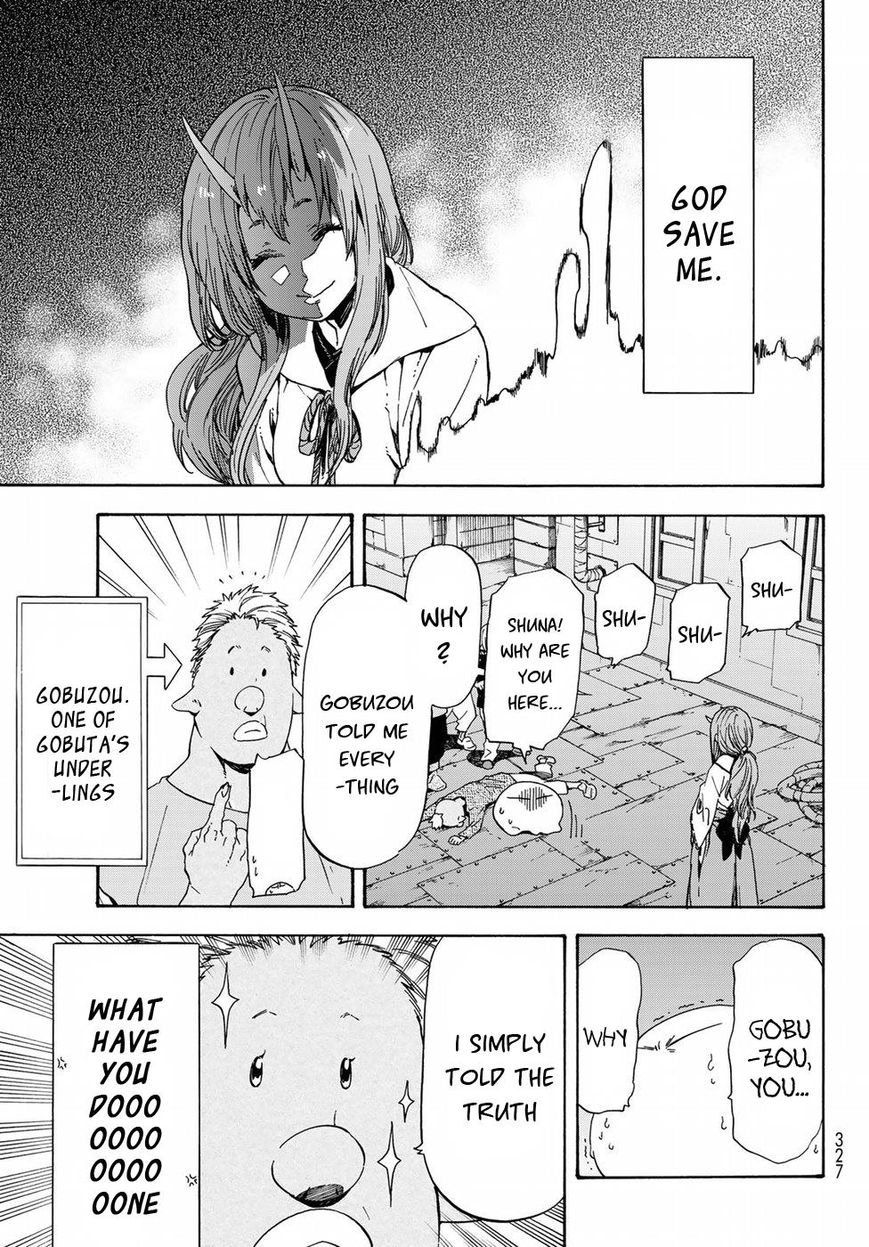 GOD
SAVE
ME.
SHU-
SHU-
SHU-
SHUNA!
WHY ARE
YOU
HERE...
WHY
?
GOBUZOU
TOLD ME
EVERY
-THING
GOBUZOU.
ONE OF
GOBUTA'S
UNDER
-LINGS
GOBU
-ZOU,
YOU...
WHY
I SIMPLY
TOLD THE
TRUTH
WHAT
HAVE
YOU
DOOO
OOOO
OOOO
OONE
327